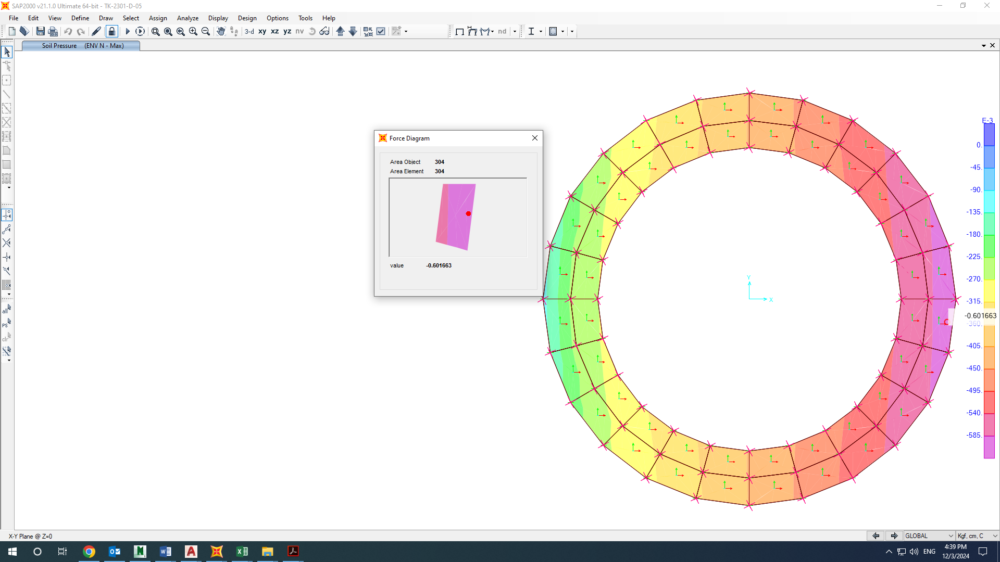 SAP2000 v21.1.0 Ultimate 64-bit - TK-2301-D-05
File Edit View Define Draw Select Assign Analyze Display Design Options Tools Help
3-d xy xz yz nv nd
Soil Pressure (ENV N - Max)
Force Diagram
Area Object 304
Area Element 304
value -0.601663
E-3
0.
-45.
-90.
-135.
-180.
-225.
-270.
-315.
-0.601663
-360.
-405.
-450.
-495.
-540.
-585.
Y
X
all
PS
clr
X-Y Plane @ Z=0
GLOBAL
Kgf, cm, C
ENG
4:39 PM
12/3/2024